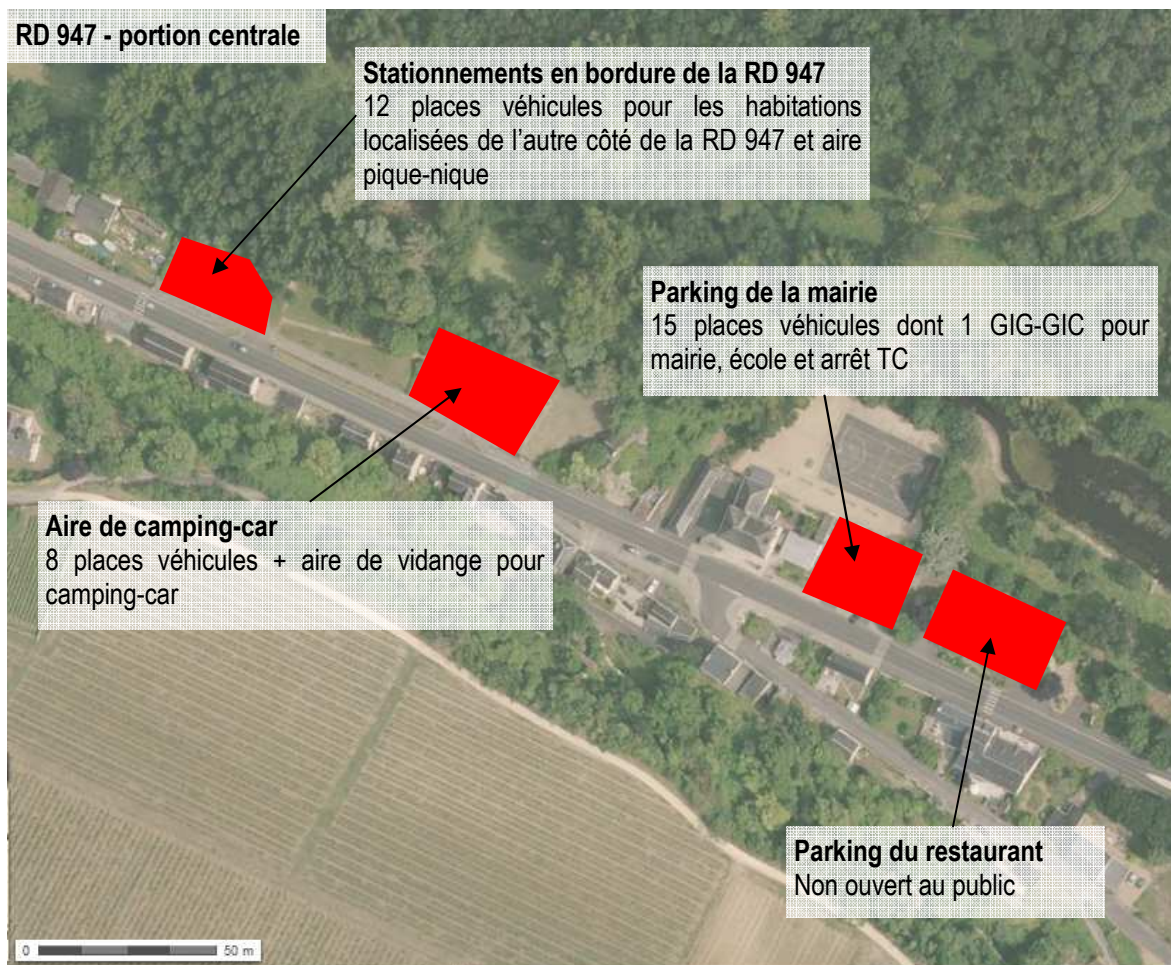 RD 947 - portion centrale
Stationnements en bordure de la RD 947
12 places véhicules pour les habitations
localisées de l'autre côté de la RD 947 et aire
pique-nique
Parking de la mairie
15 places véhicules dont 1 GIG-GIC pour
mairie, école et arrêt TC
Aire de camping-car
8 places véhicules + aire de vidange pour
camping-car
Parking du restaurant
Non ouvert au public
0 50 m